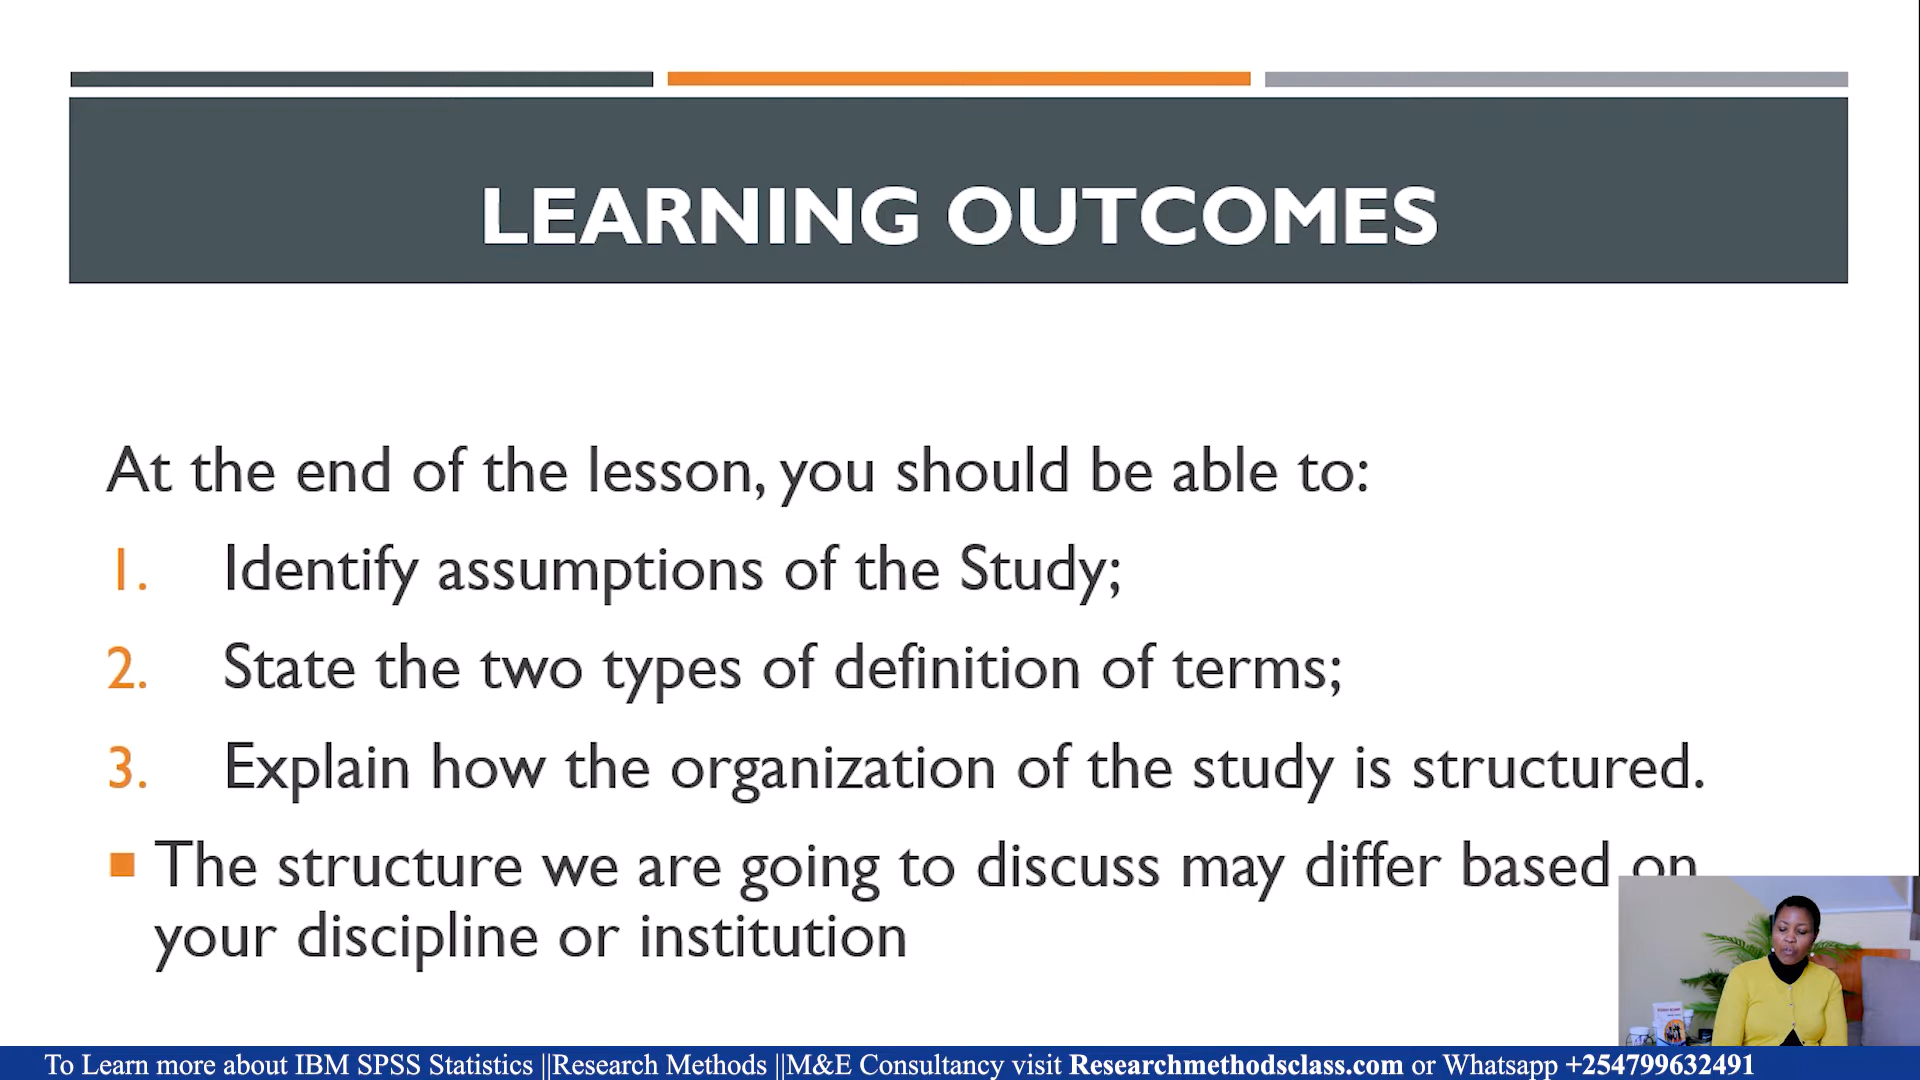 LEARNING OUTCOMES
At the end of the lesson, you should be able to:
1. Identify assumptions of the Study;
2. State the two types of definition of terms;
3. Explain how the organization of the study is structured.
The structure we are going to discuss may differ based on
your discipline or institution
To Learn more about IBM SPSS Statistics ||Research Methods ||M&E Consultancy visit Researchmethodsclass.com or Whatsapp +254799632491